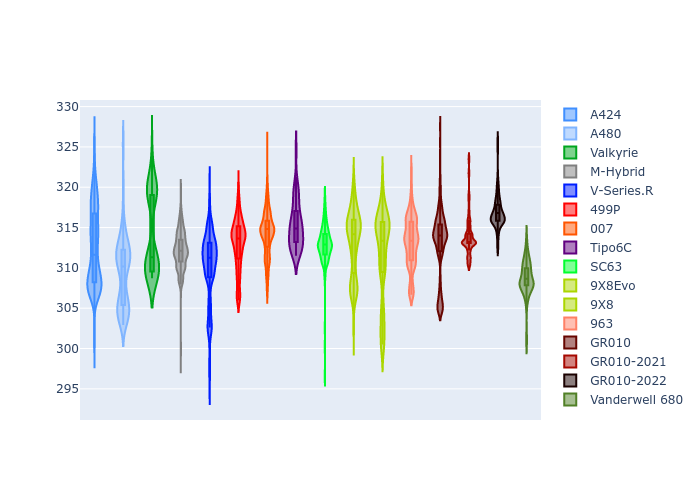 330
325
320
315
310
305
300
295
A424
A480
Valkyrie
M-Hybrid
V-Series.R
499P
007
Tipo6C
SC63
9X8Evo
9X8
963
GR010
GR010-2021
GR010-2022
Vanderwell 680